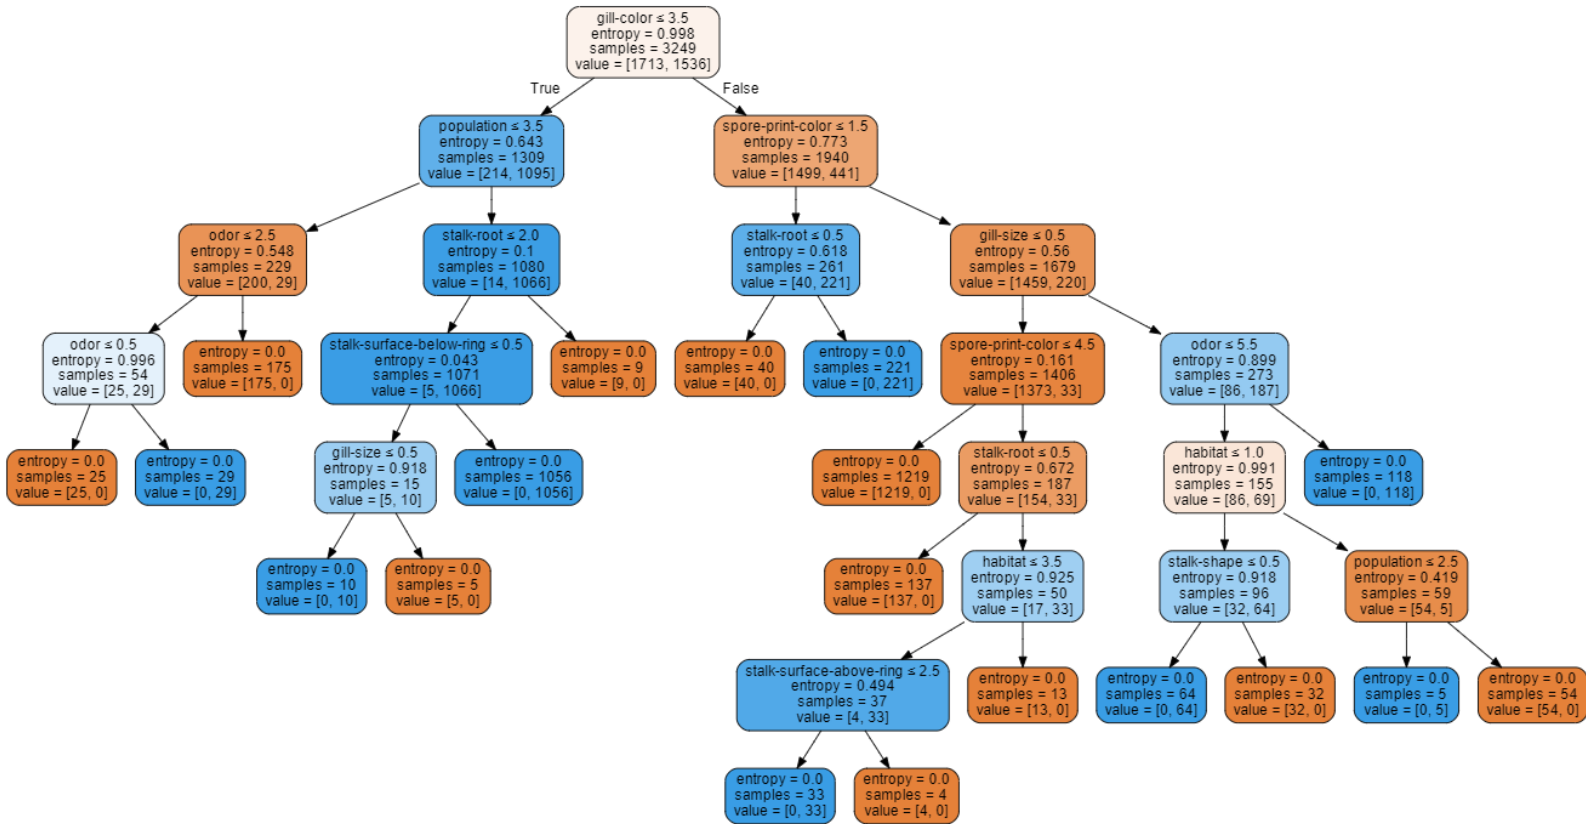 gill-color ≤ 3.5
entropy = 0.998
samples = 3249
value = [1713, 1536]
True
False
population ≤ 3.5
entropy = 0.643
samples = 1309
value = [214, 1095]
spore-print-color ≤ 1.5
entropy = 0.773
samples = 1940
value = [1499, 441]
odor ≤ 2.5
entropy = 0.548
samples = 229
value = [200, 29]
stalk-root ≤ 2.0
entropy = 0.1
samples = 1080
value = [14, 1066]
stalk-root ≤ 0.5
entropy = 0.618
samples = 261
value = [40, 221]
gill-size ≤ 0.5
entropy = 0.56
samples = 1679
value = [1459, 220]
odor ≤ 0.5
entropy = 0.996
samples = 54
value = [25, 29]
entropy = 0.0
samples = 175
value = [175, 0]
stalk-surface-below-ring ≤ 0.5
entropy = 0.043
samples = 1071
value = [5, 1066]
entropy = 0.0
samples = 9
value = [9, 0]
entropy = 0.0
samples = 40
value = [40, 0]
entropy = 0.0
samples = 221
value = [0, 221]
spore-print-color ≤ 4.5
entropy = 0.161
samples = 1406
value = [1373, 33]
odor ≤ 5.5
entropy = 0.899
samples = 273
value = [86, 187]
entropy = 0.0
samples = 25
value = [25, 0]
entropy = 0.0
samples = 29
value = [0, 29]
gill-size ≤ 0.5
entropy = 0.918
samples = 15
value = [5, 10]
entropy = 0.0
samples = 1056
value = [0, 1056]
entropy = 0.0
samples = 1219
value = [1219, 0]
stalk-root ≤ 0.5
entropy = 0.672
samples = 187
value = [154, 33]
habitat ≤ 1.0
entropy = 0.991
samples = 155
value = [86, 69]
entropy = 0.0
samples = 118
value = [0, 118]
entropy = 0.0
samples = 10
value = [0, 10]
entropy = 0.0
samples = 5
value = [5, 0]
entropy = 0.0
samples = 137
value = [137, 0]
habitat ≤ 3.5
entropy = 0.925
samples = 50
value = [17, 33]
stalk-shape ≤ 0.5
entropy = 0.918
samples = 96
value = [32, 64]
population ≤ 2.5
entropy = 0.419
samples = 59
value = [54, 5]
stalk-surface-above-ring ≤ 2.5
entropy = 0.494
samples = 37
value = [4, 33]
entropy = 0.0
samples = 13
value = [13, 0]
entropy = 0.0
samples = 64
value = [0, 64]
entropy = 0.0
samples = 32
value = [32, 0]
entropy = 0.0
samples = 5
value = [0, 5]
entropy = 0.0
samples = 54
value = [54, 0]
entropy = 0.0
samples = 33
value = [0, 33]
entropy = 0.0
samples = 4
value = [4, 0]